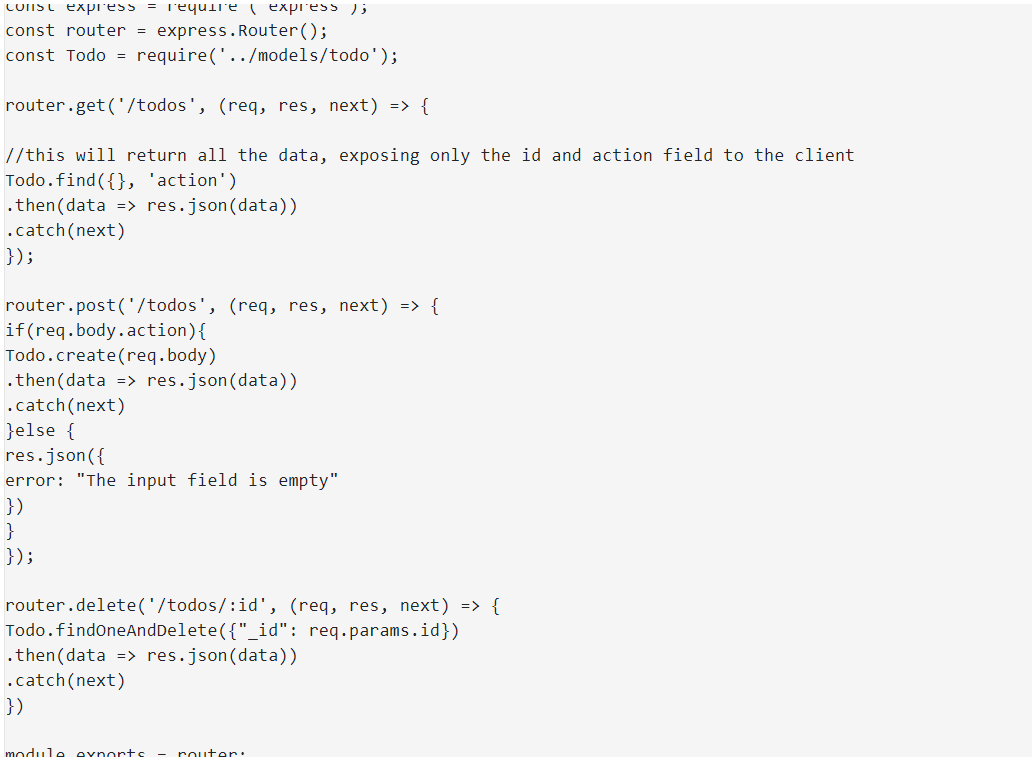 const express = require ( 'express' );
const router = express.Router();
const Todo = require('../models/todo');
router.get('/todos', (req, res, next) => {
//this will return all the data, exposing only the id and action field to the client
Todo.find({}, 'action')
.then(data => res.json(data))
.catch(next)
});
router.post('/todos', (req, res, next) => {
if(req.body.action){
Todo.create(req.body)
.then(data => res.json(data))
.catch(next)
}else {
res.json({
error: "The input field is empty"
})
}
});
router.delete('/todos/:id', (req, res, next) => {
Todo.findOneAndDelete({"_id": req.params.id})
.then(data => res.json(data))
.catch(next)
})
module.exports = router;